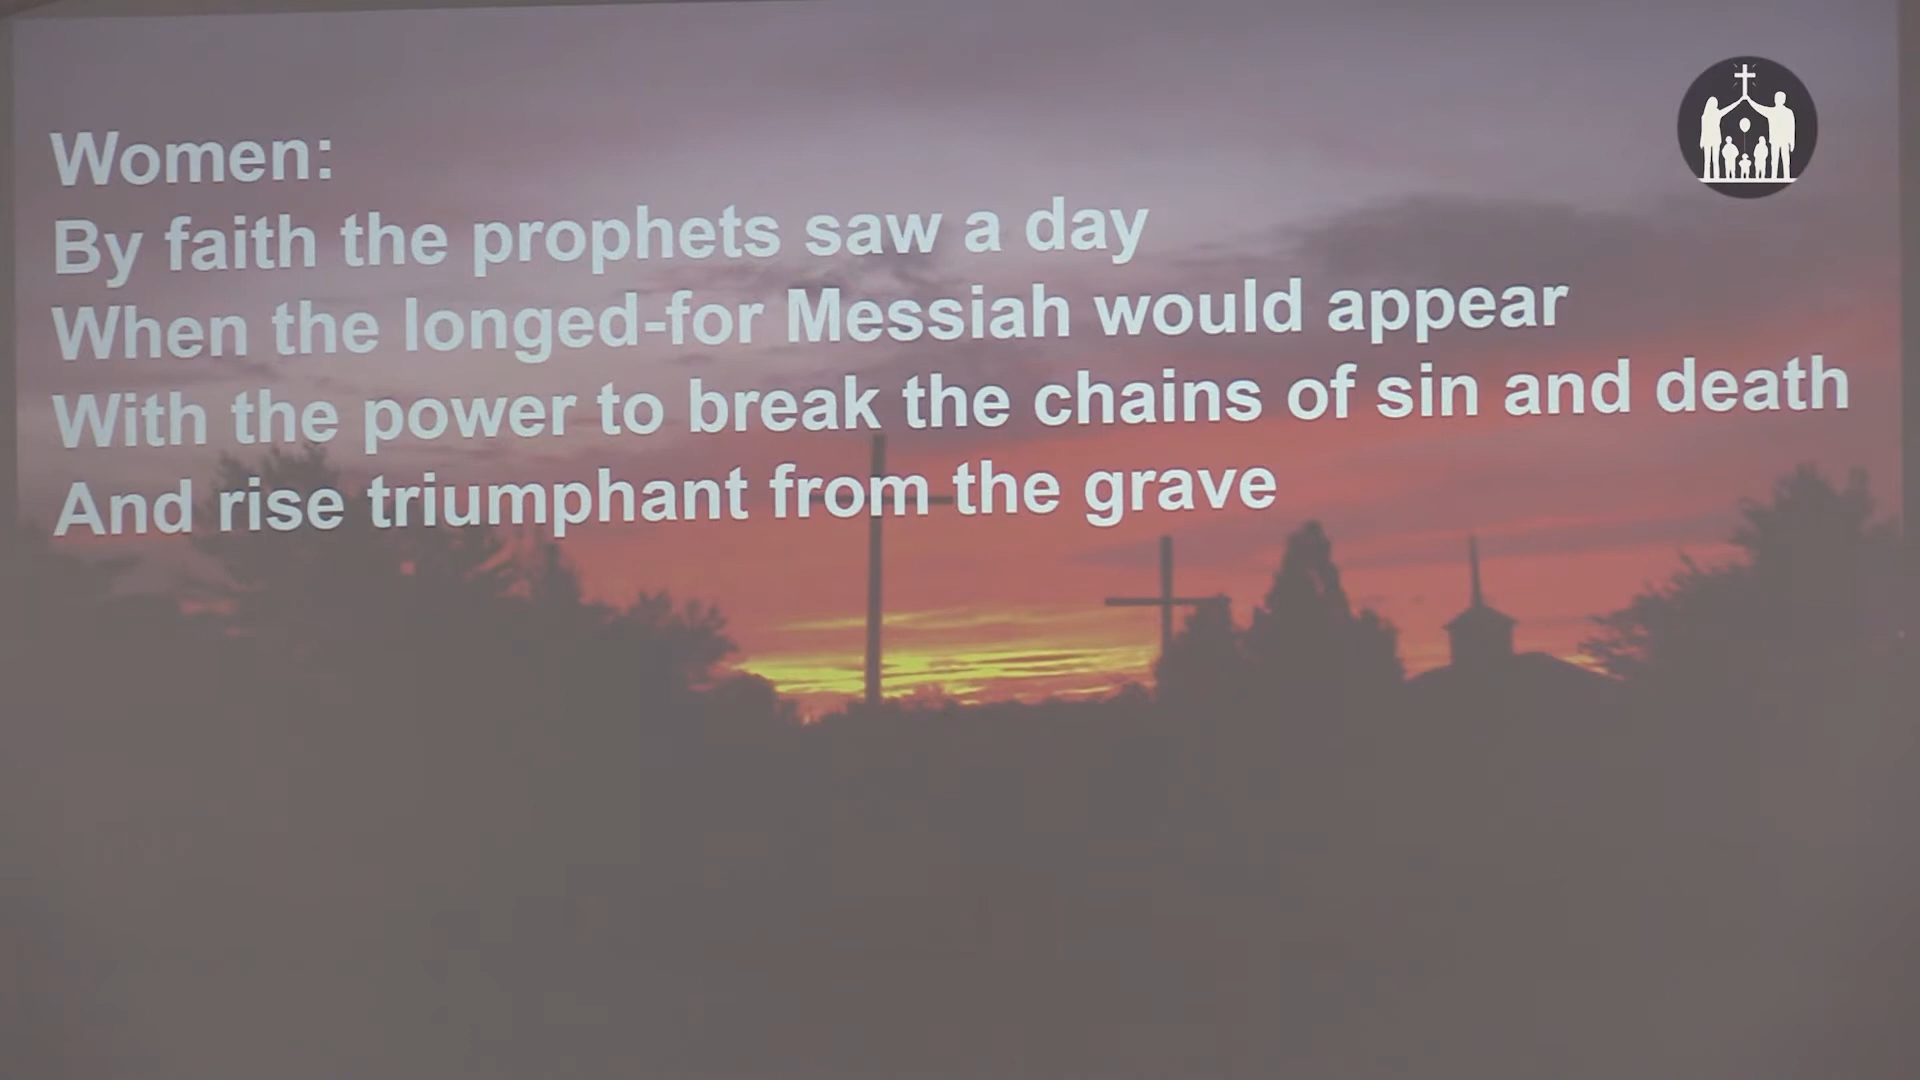 Women:
By faith the prophets saw a day
When the longed-for Messiah would appear
With the power to break the chains of sin and death
And rise triumphant from the grave